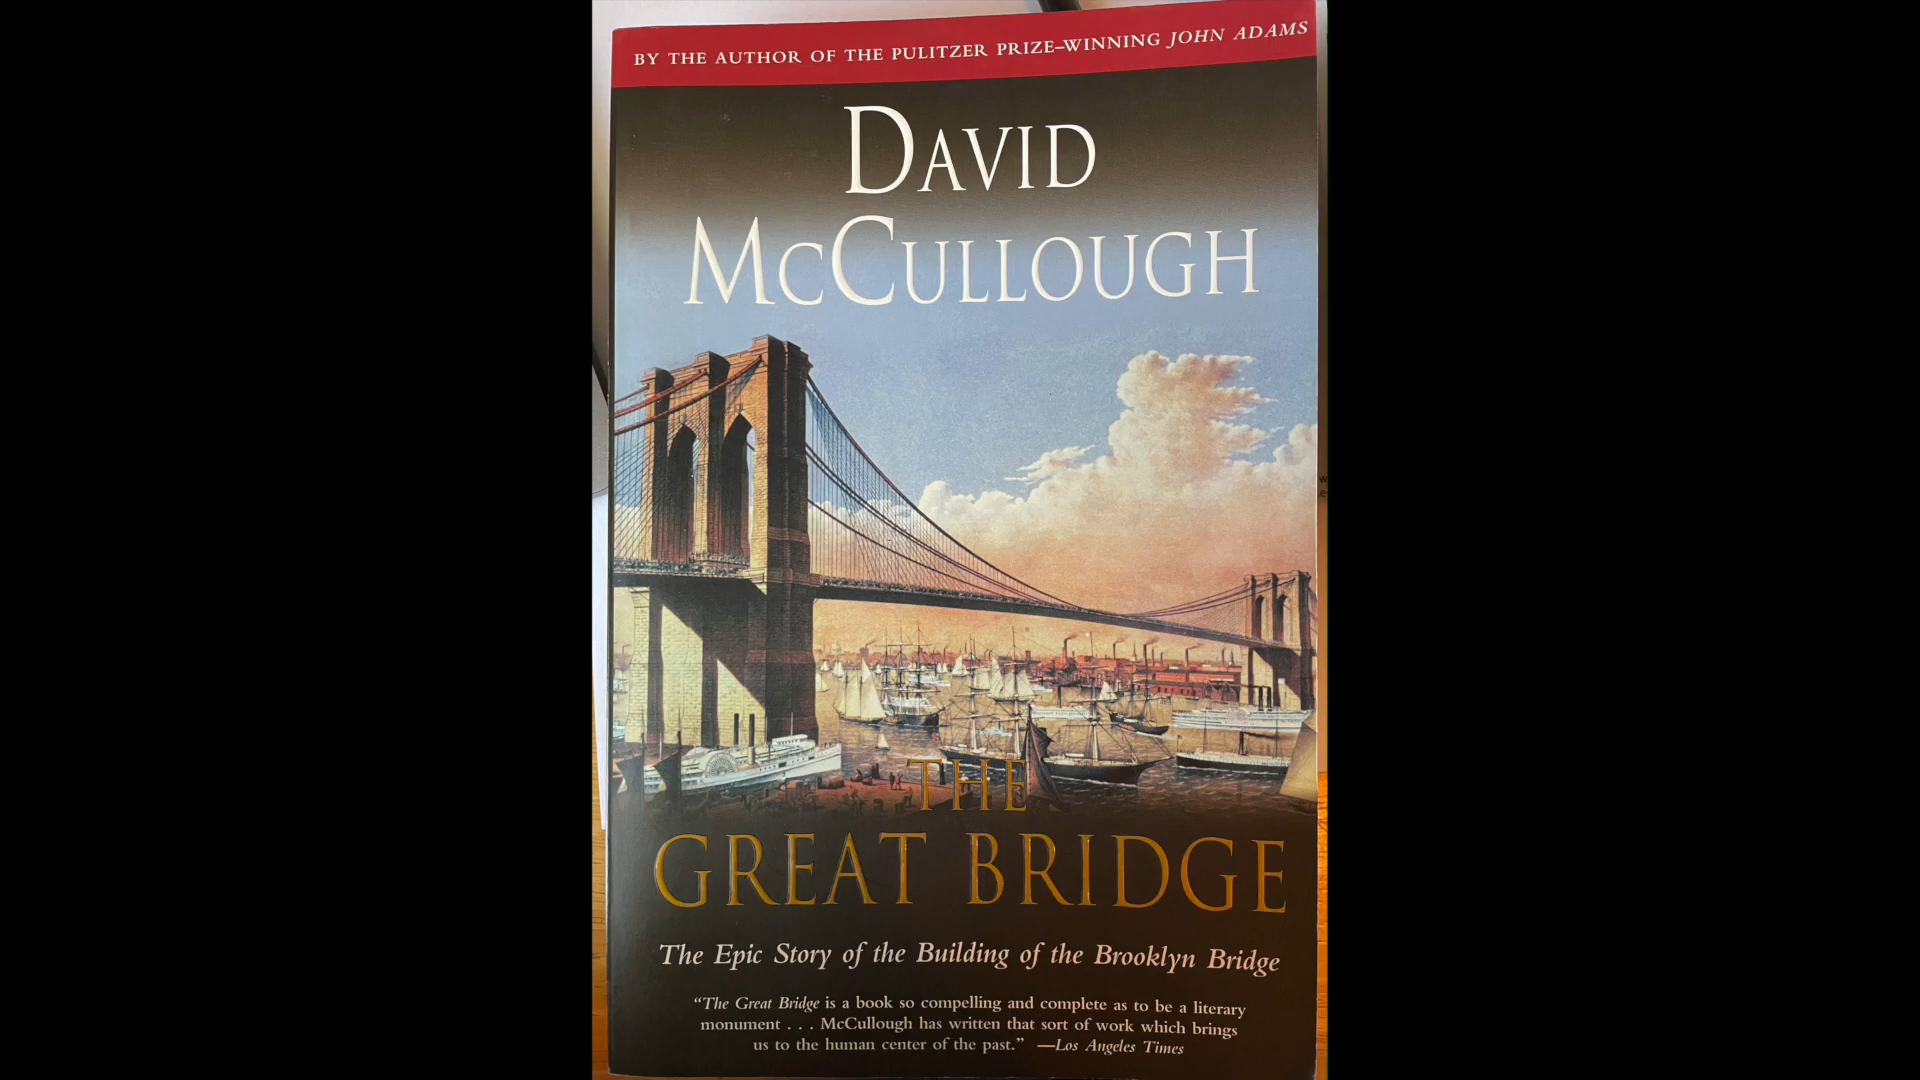 BY THE AUTHOR OF THE PULITZER PRIZE–WINNING JOHN ADAMS
DAVID
MCCULLOUGH
THE
GREAT BRIDGE
The Epic Story of the Building of the Brooklyn Bridge
“The Great Bridge is a book so compelling and complete as to be a literary
monument . . . McCullough has written that sort of work which brings
us to the human center of the past.” —Los Angeles Times